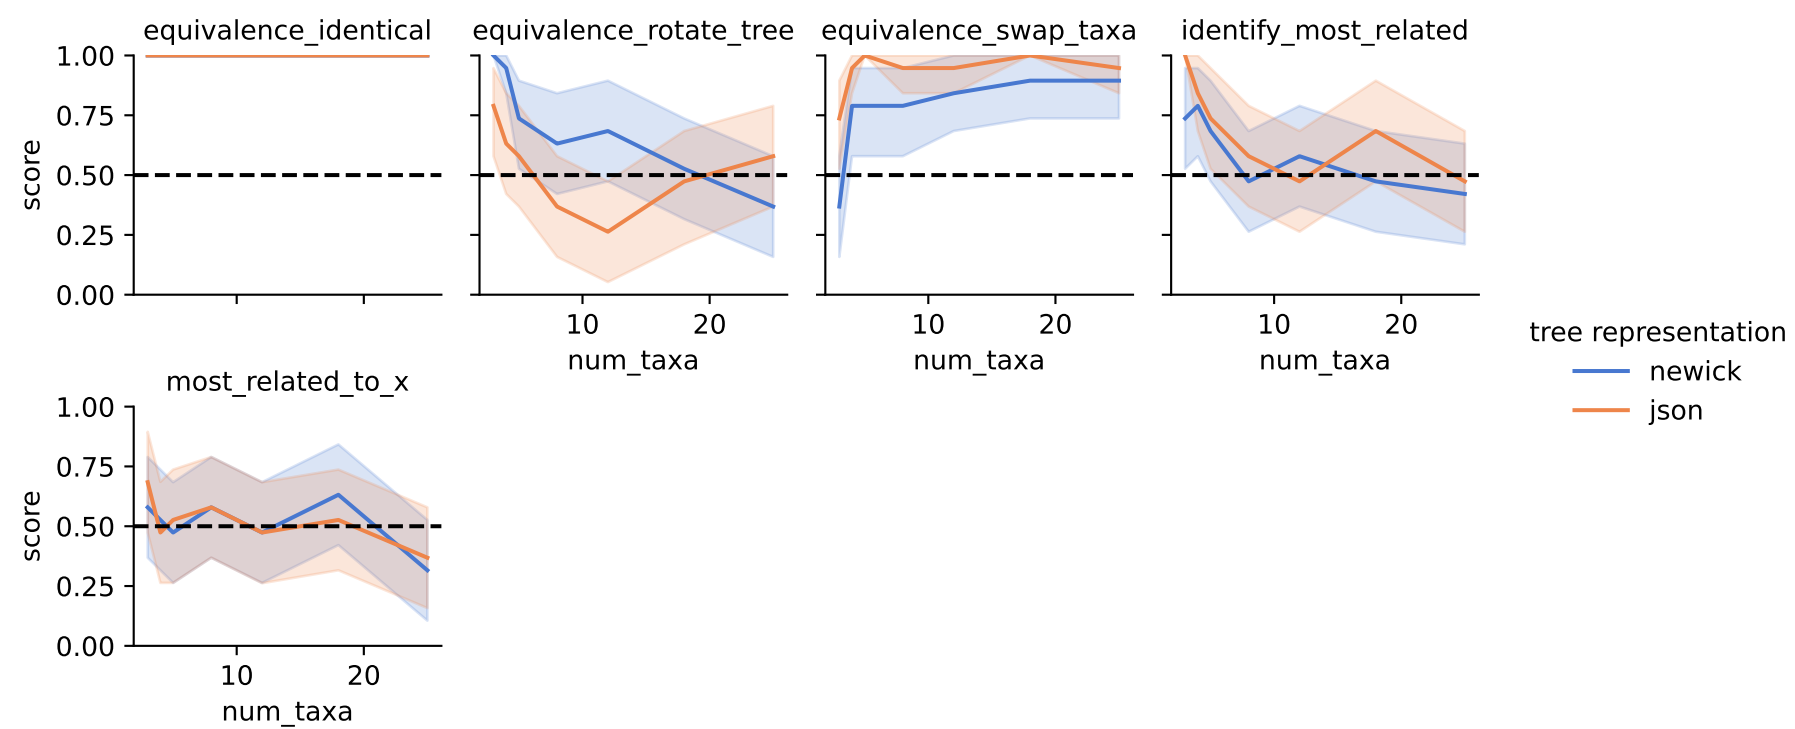 equivalence_identical
equivalence_rotate_tree
equivalence_swap_taxa
identify_most_related
score
1.00
0.75
0.50
0.25
0.00
10
20
num_taxa
10
20
num_taxa
10
20
num_taxa
tree representation
newick
json
most_related_to_x
score
1.00
0.75
0.50
0.25
0.00
10
20
num_taxa